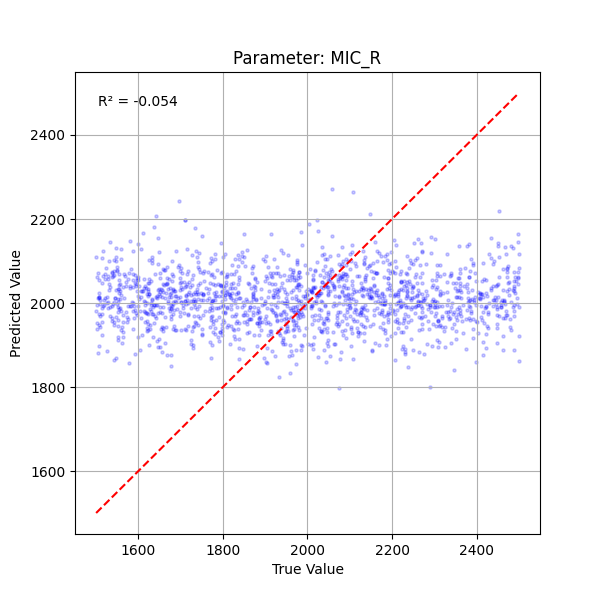 Parameter: MIC_R
R² = -0.054
Predicted Value
2400
2200
2000
1800
1600
1600 1800 2000 2200 2400
True Value